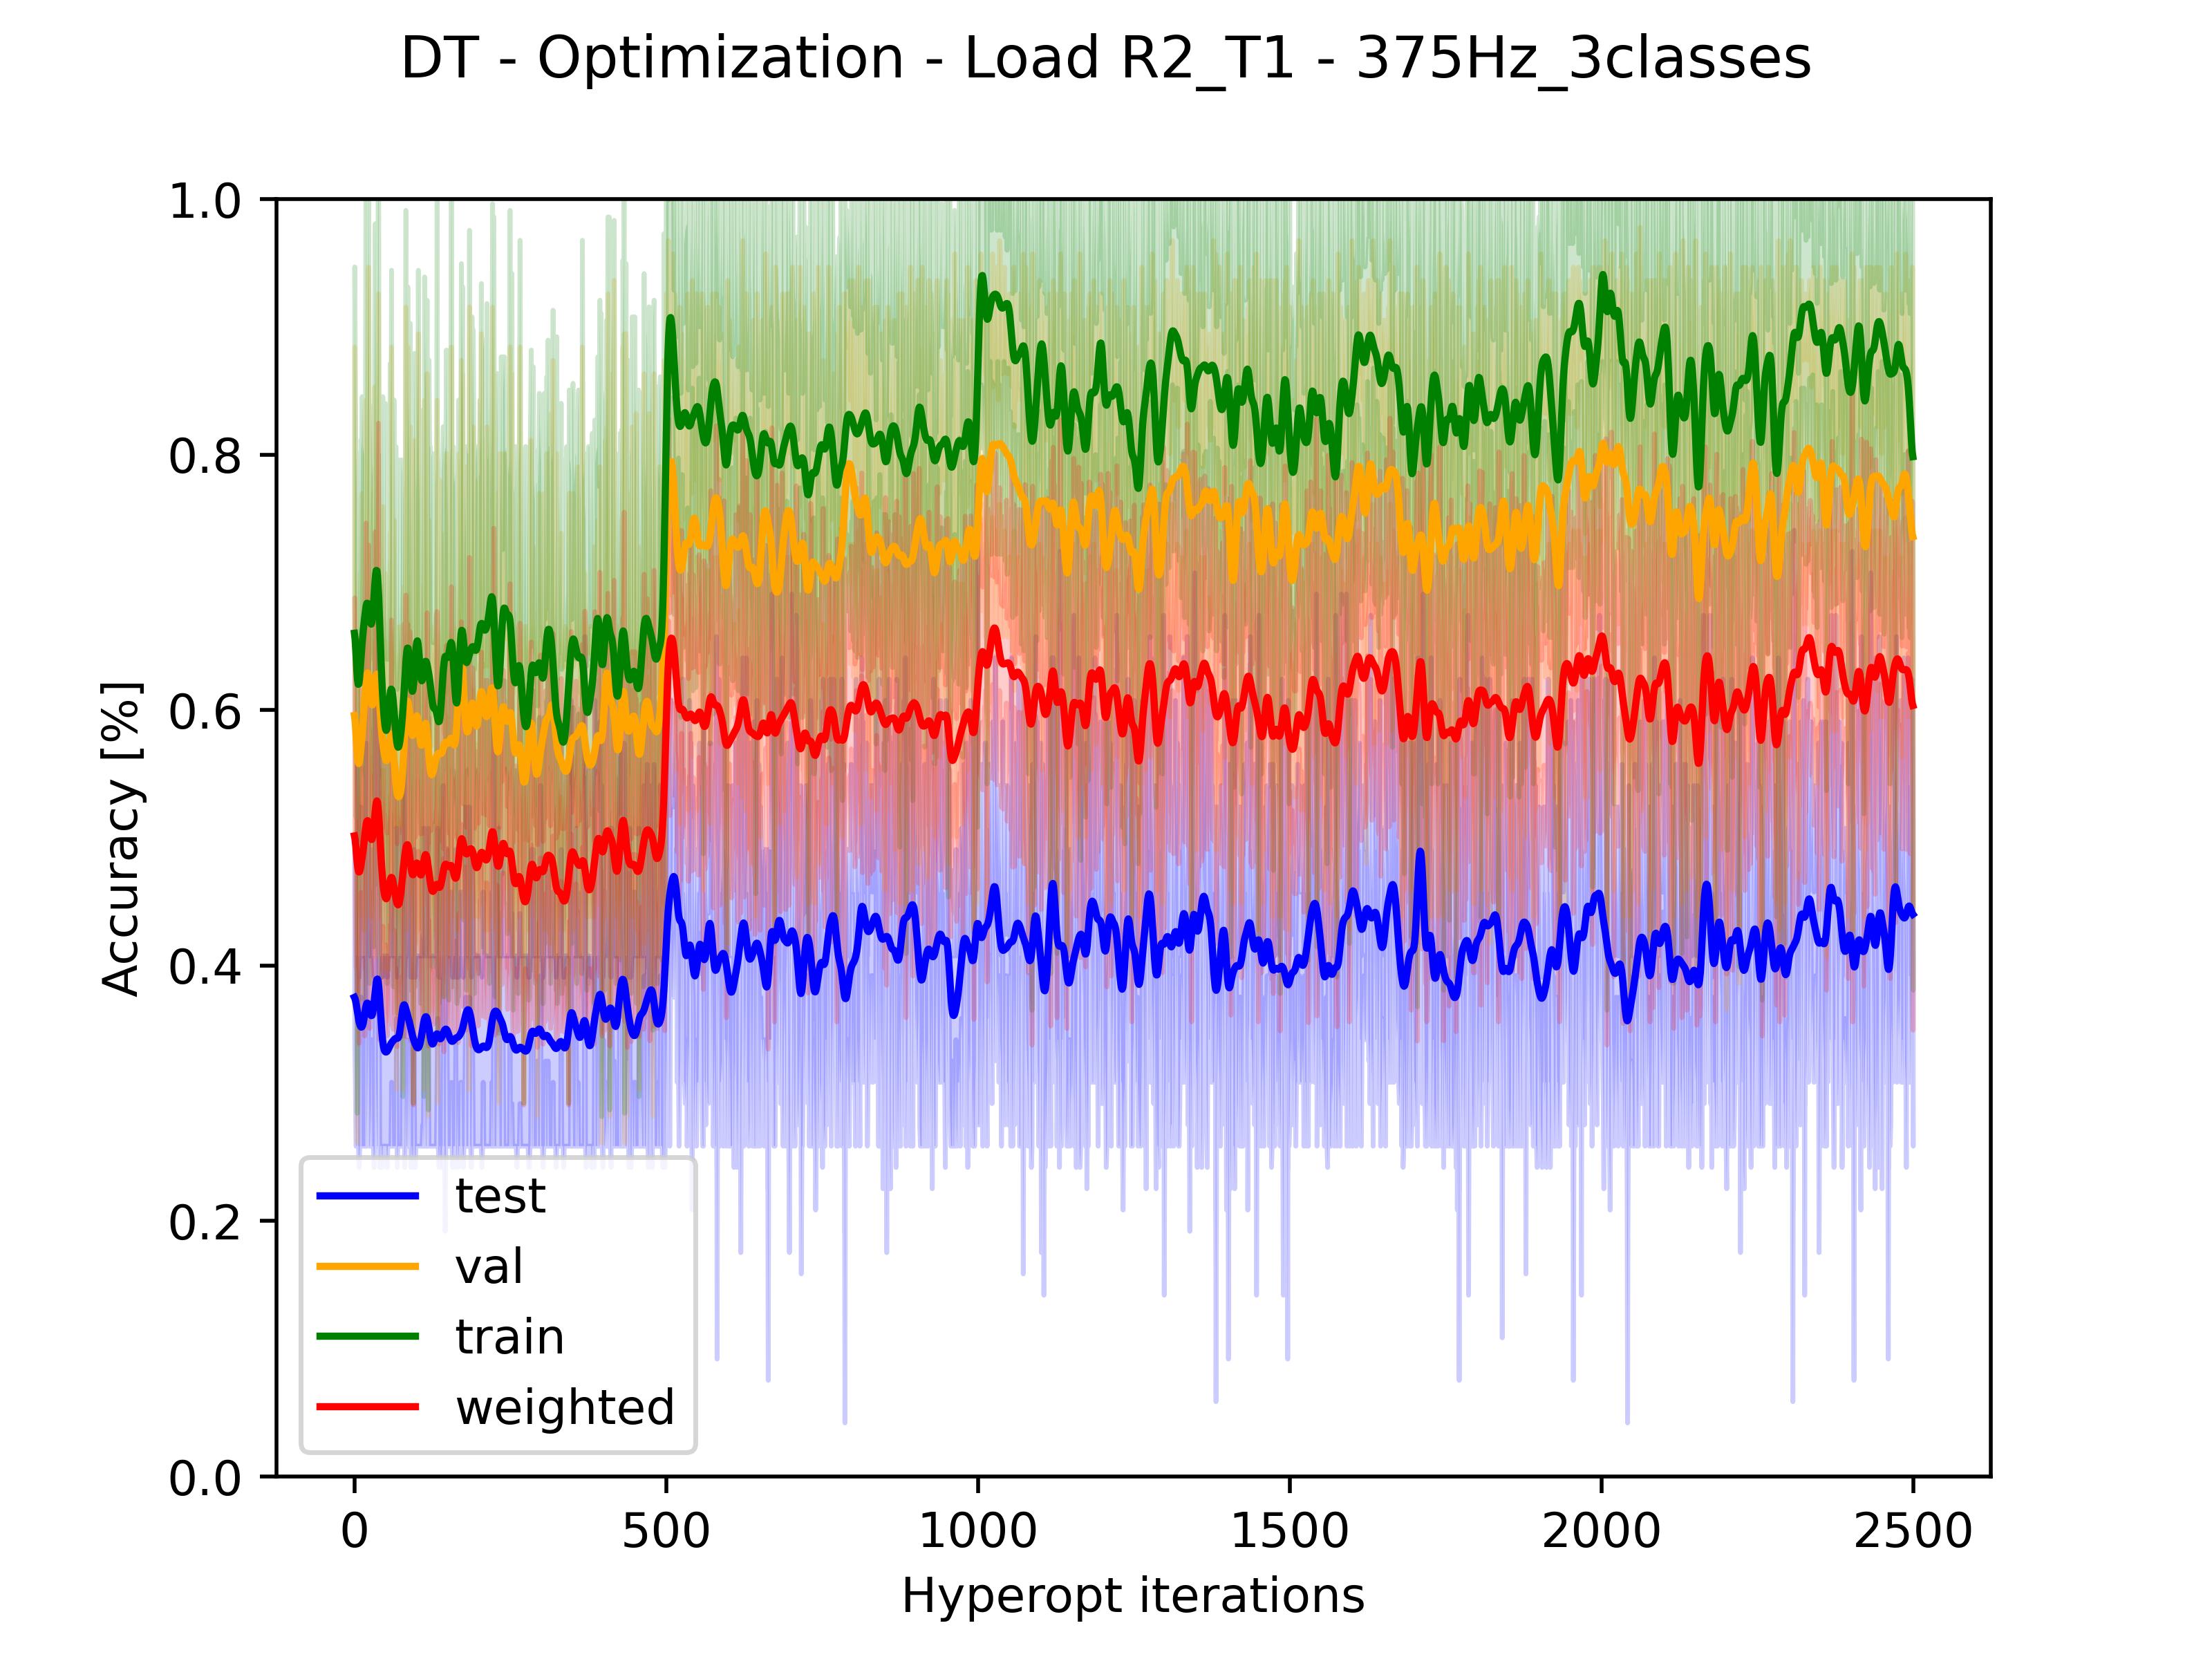 DT - Optimization - Load R2_T1 - 375Hz_3classes
1.0
0.8
0.6
0.4
0.2
0.0
Accuracy [%]
test
val
train
weighted
0 500 1000 1500 2000 2500
Hyperopt iterations